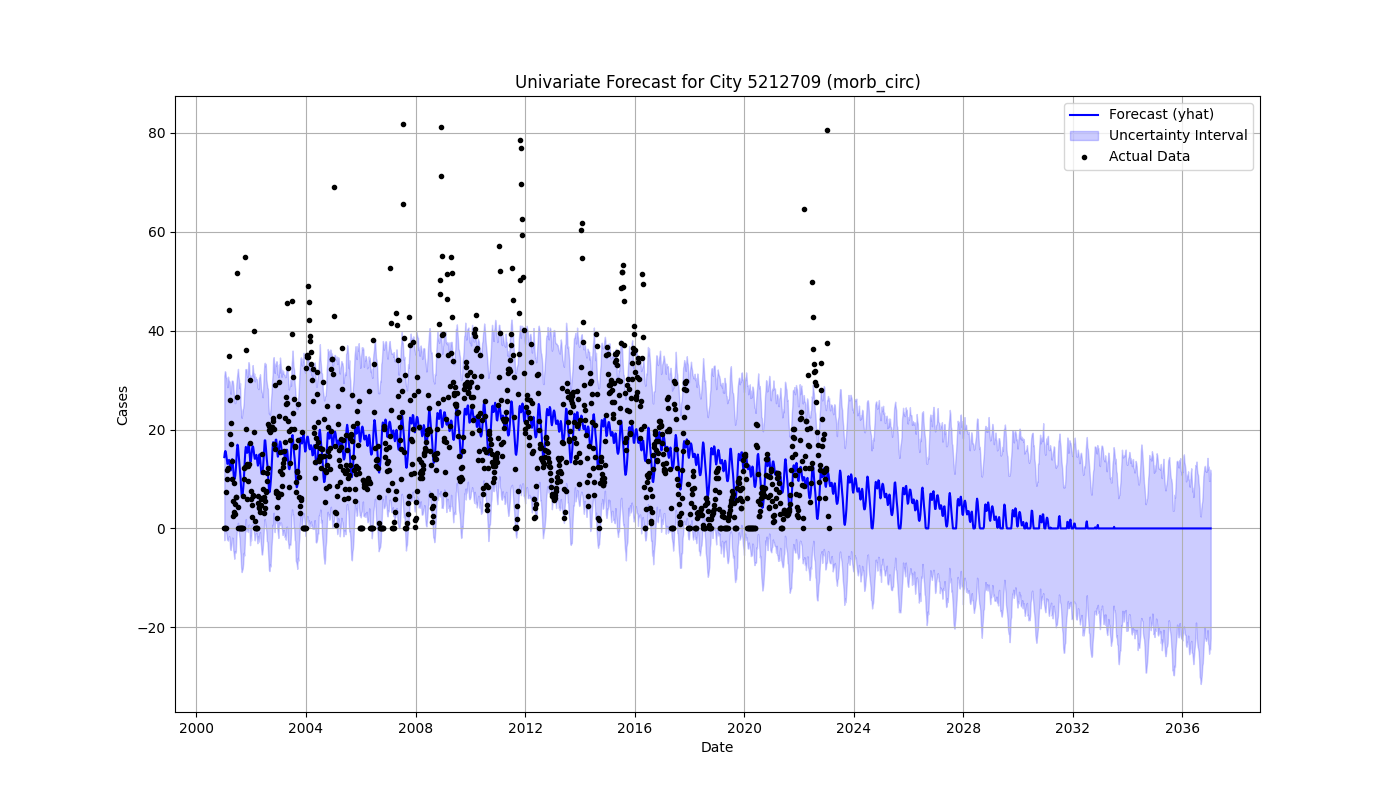 Univariate Forecast for City 5212709 (morb_circ)
Forecast (yhat)
Uncertainty Interval
Actual Data
Cases
80
60
40
20
0
−20
2000 2004 2008 2012 2016 2020 2024 2028 2032 2036
Date